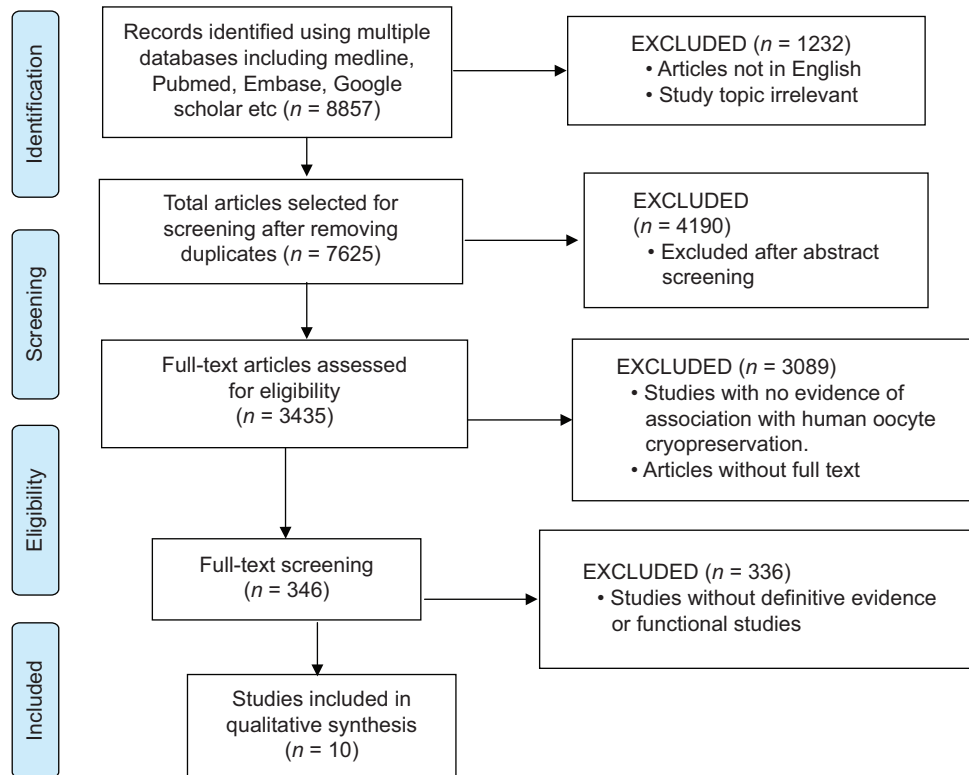 Identification
Records identified using multiple
databases including medline,
Pubmed, Embase, Google
scholar etc (n = 8857)
EXCLUDED (n = 1232)
• Articles not in English
• Study topic irrelevant
Total articles selected for
screening after removing
duplicates (n = 7625)
EXCLUDED
(n = 4190)
• Excluded after abstract
screening
Screening
Full-text articles assessed
for eligibility
(n = 3435)
EXCLUDED (n = 3089)
• Studies with no evidence of
association with human oocyte
cryopreservation.
• Articles without full text
Eligibility
Full-text screening
(n = 346)
EXCLUDED (n = 336)
• Studies without definitive evidence
or functional studies
Included
Studies included in
qualitative synthesis
(n = 10)